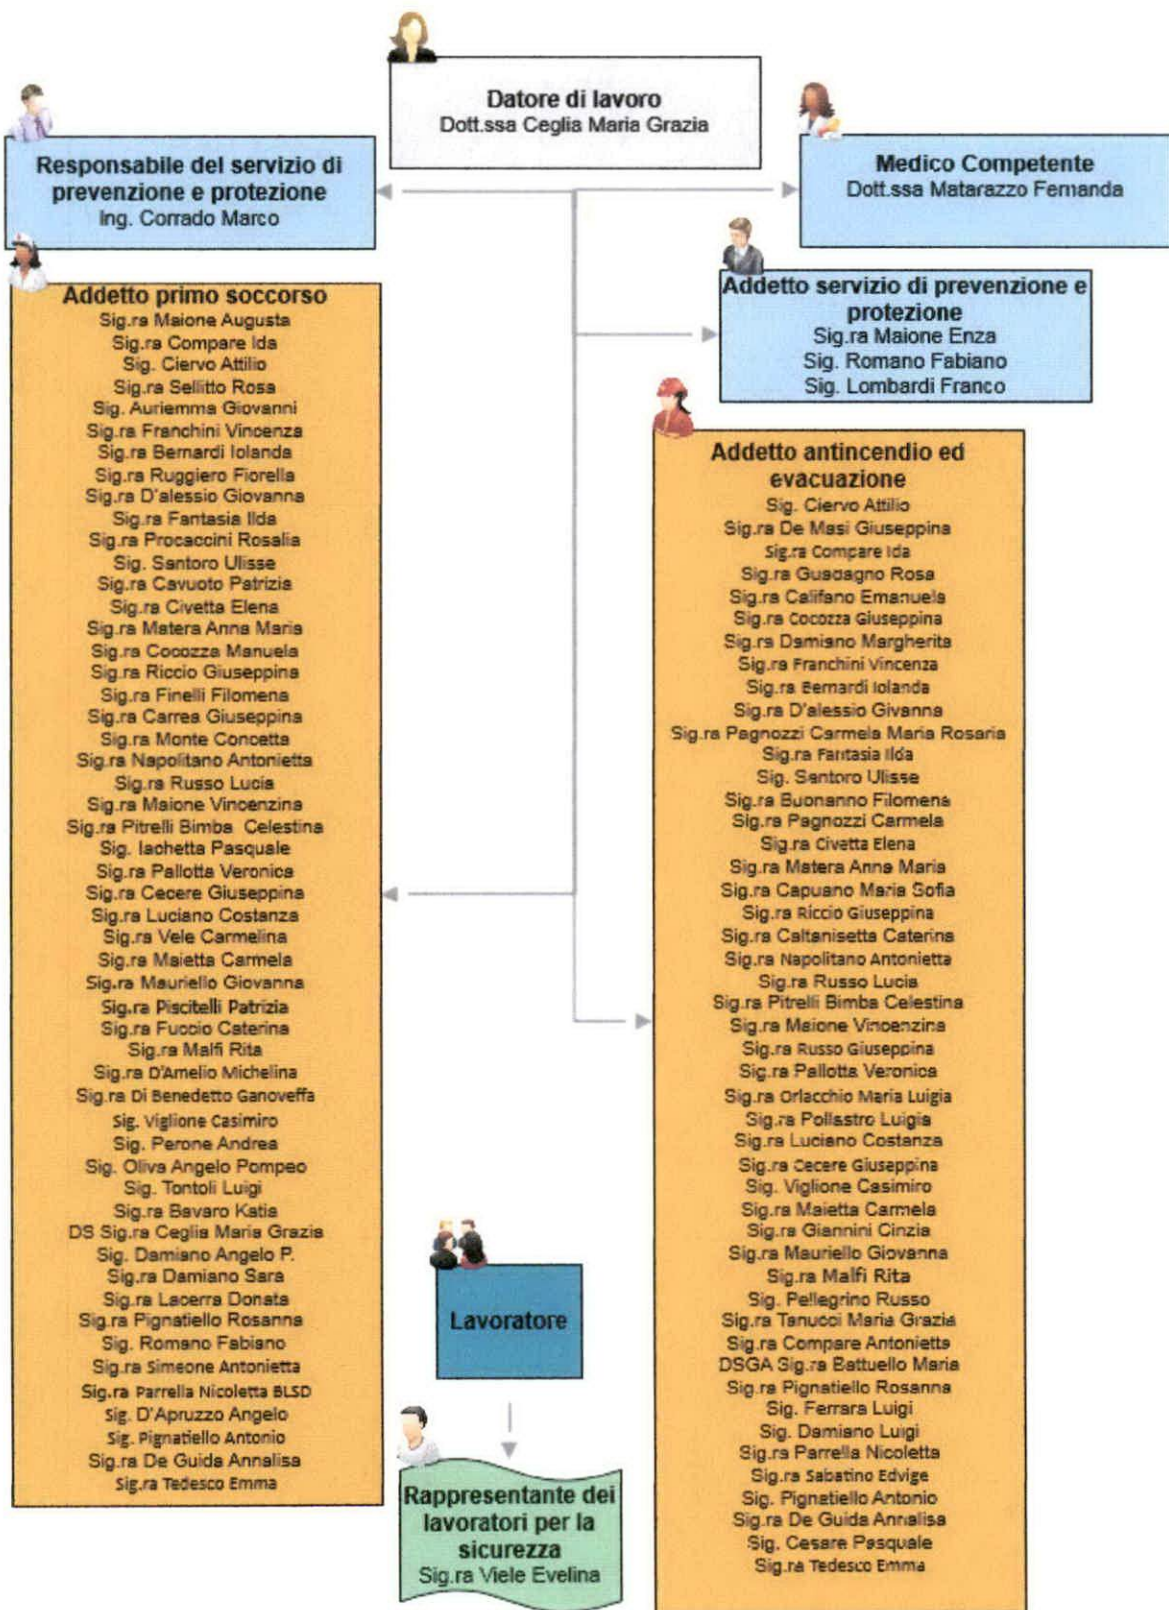 Datore di lavoro
Dott.ssa Ceglia Maria Grazia
Responsabile del servizio di
prevenzione e protezione
Ing. Corrado Marco
Medico Competente
Dott.ssa Matarazzo Fernanda
Addetto servizio di prevenzione e
protezione
Sig.ra Maione Enza
Sig. Romano Fabiano
Sig. Lombardi Franco
Addetto primo soccorso
Sig.ra Maione Augusta
Sig.ra Compare Ida
Sig. Ciervo Attilio
Sig.ra Sellitto Rosa
Sig. Auriemma Giovanni
Sig.ra Franchini Vincenza
Sig.ra Bernardi Iolanda
Sig.ra Ruggiero Fiorella
Sig.ra D'alessio Giovanna
Sig.ra Fantasia Ilda
Sig.ra Procaccini Rosalia
Sig. Santoro Ulisse
Sig.ra Cavuoto Patrizia
Sig.ra Civetta Elena
Sig.ra Matera Anna Maria
Sig.ra Cocozza Manuela
Sig.ra Riccio Giuseppina
Sig.ra Finelli Filomena
Sig.ra Carrea Giuseppina
Sig.ra Monte Concetta
Sig.ra Napolitano Antonietta
Sig.ra Russo Lucia
Sig.ra Maione Vincenzina
Sig.ra Pitrelli Bimba Celestina
Sig. Iachetta Pasquale
Sig.ra Pallotta Veronica
Sig.ra Cecere Giuseppina
Sig.ra Luciano Costanza
Sig.ra Vele Carmelina
Sig.ra Maietta Carmela
Sig.ra Mauriello Giovanna
Sig.ra Piscitelli Patrizia
Sig.ra Fuccio Caterina
Sig.ra Malfi Rita
Sig.ra D'Amelio Michelina
Sig.ra Di Benedetto Ganoveffa
Sig. Viglione Casimiro
Sig. Perone Andrea
Sig. Oliva Angelo Pompeo
Sig. Tontoli Luigi
Sig.ra Bavaro Katia
DS Sig.ra Ceglia Maria Grazia
Sig. Damiano Angelo P.
Sig.ra Damiano Sara
Sig.ra Lacerra Donata
Sig.ra Pignatiello Rosanna
Sig. Romano Fabiano
Sig.ra Simeone Antonietta
Sig.ra Parrella Nicoletta BLSD
Sig. D'Apruzzo Angelo
Sig. Pignatiello Antonio
Sig.ra De Guida Annalisa
Sig.ra Tedesco Emma
Addetto antincendio ed
evacuazione
Sig. Ciervo Attilio
Sig.ra De Masi Giuseppina
Sig.ra Compare Ida
Sig.ra Guadagno Rosa
Sig.ra Califano Emanuela
Sig.ra Cocozza Giuseppina
Sig.ra Damiano Margherita
Sig.ra Franchini Vincenza
Sig.ra Bernardi Iolanda
Sig.ra D'alessio Givanna
Sig.ra Pagnozzi Carmela Maria Rosaria
Sig.ra Fantasia Ilda
Sig. Santoro Ulisse
Sig.ra Buonanno Filomena
Sig.ra Pagnozzi Carmela
Sig.ra Civetta Elena
Sig.ra Matera Anna Maria
Sig.ra Capuano Maria Sofia
Sig.ra Riccio Giuseppina
Sig.ra Caltanisetta Caterina
Sig.ra Napolitano Antonietta
Sig.ra Russo Lucia
Sig.ra Pitrelli Bimba Celestina
Sig.ra Maione Vincenzina
Sig.ra Russo Giuseppina
Sig.ra Pallotta Veronica
Sig.ra Orlacchio Maria Luigia
Sig.ra Pollastro Luigia
Sig.ra Luciano Costanza
Sig.ra Cecere Giuseppina
Sig. Viglione Casimiro
Sig.ra Maietta Carmela
Sig.ra Giannini Cinzia
Sig.ra Mauriello Giovanna
Sig.ra Malfi Rita
Sig. Pellegrino Russo
Sig.ra Tanucci Maria Grazia
Sig.ra Compare Antonietta
DSGA Sig.ra Battuello Maria
Sig.ra Pignatiello Rosanna
Sig. Ferrara Luigi
Sig. Damiano Luigi
Sig.ra Parrella Nicoletta
Sig.ra Sabatino Edvige
Sig. Pignatiello Antonio
Sig.ra De Guida Annalisa
Sig. Cesare Pasquale
Sig.ra Tedesco Emma
Lavoratore
Rappresentante dei
lavoratori per la
sicurezza
Sig.ra Viele Evelina